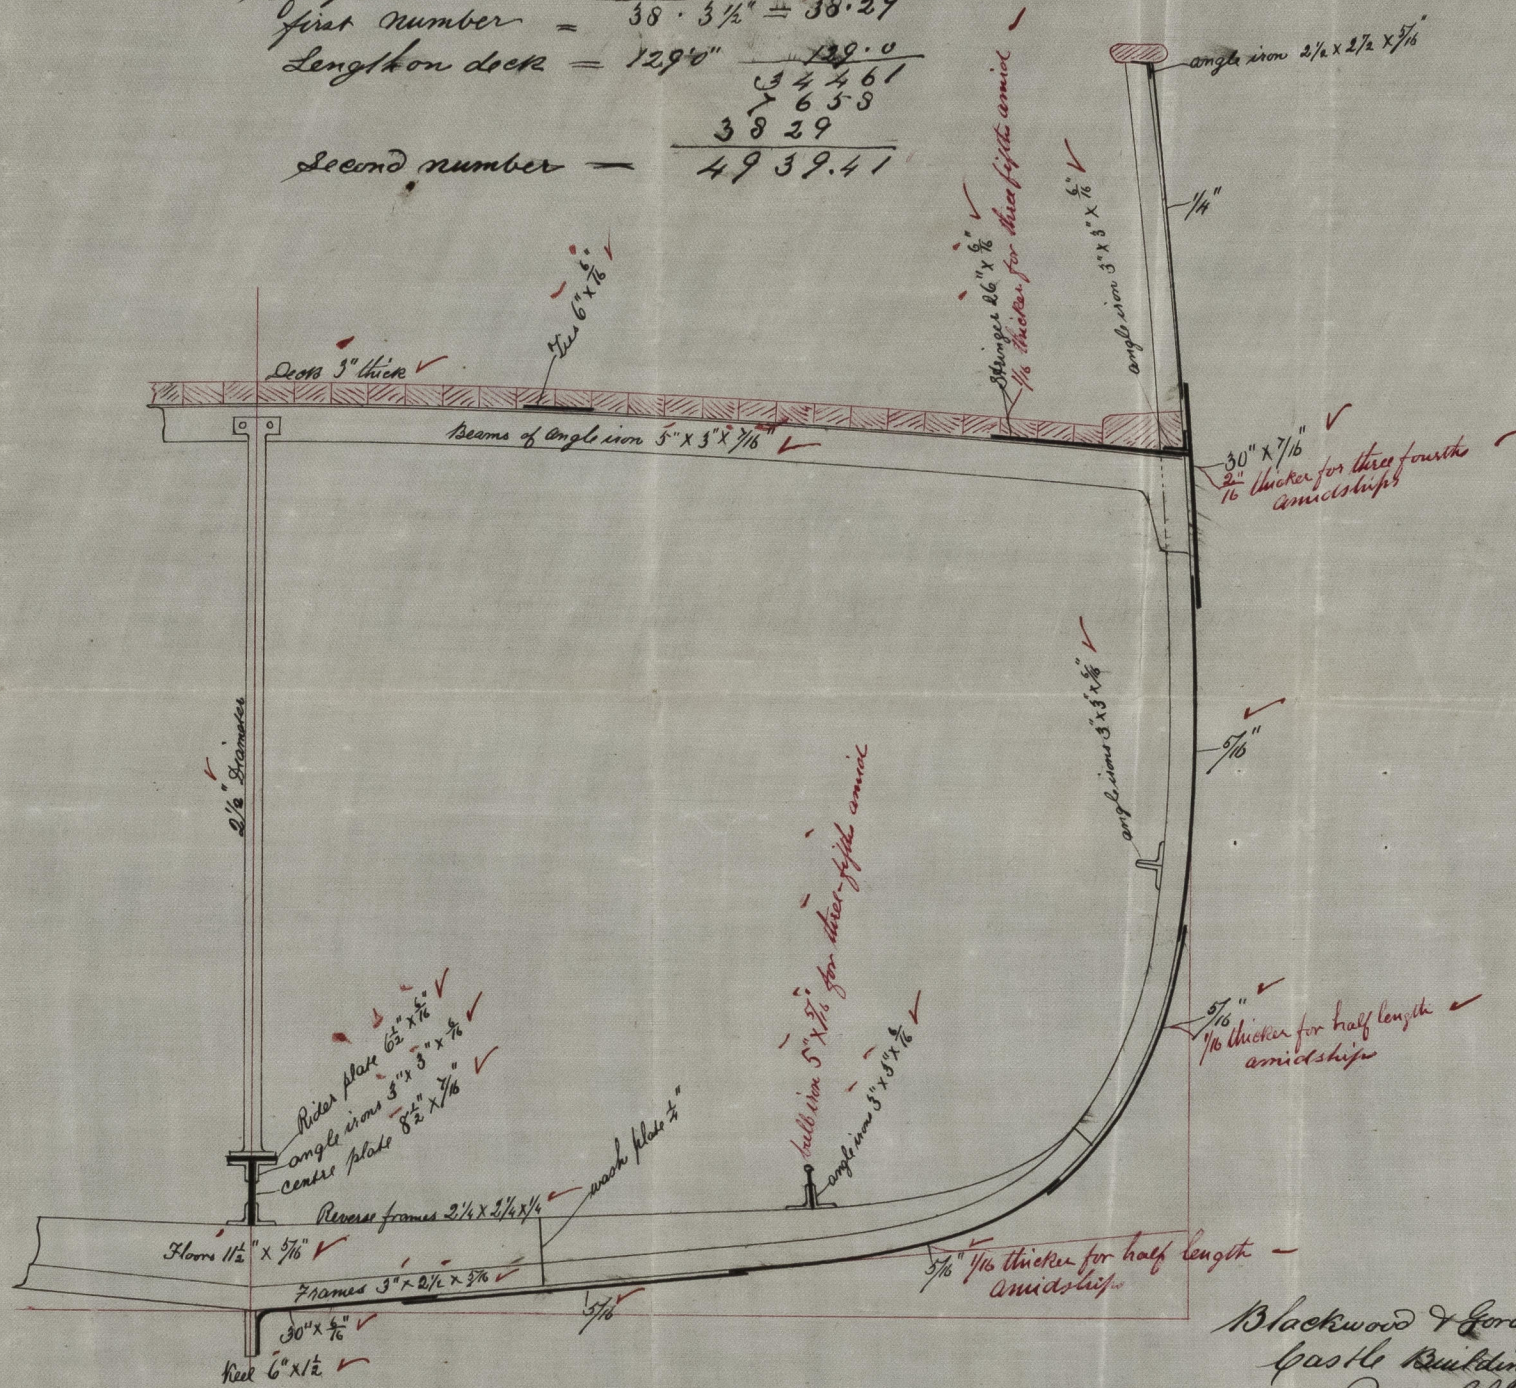 first number = 38 · 3½" = 38.29
Length on deck = 129'0" 129.0
34461
7658
3829
Second number = 4939.41
angle iron 2½ x 2½ x 5/16"
¼"
angle iron 3" x 3" x 6/16"
Stringer 26" x 6/16"
1/16 thicker for three fifths amid
Ties 6" x 6/16"
Deck 3" thick
Beams of angle iron 5" x 3" x 7/16"
30" x 7/16"
2/16" thicker for three fourths
amidships
2½" Diameter
angle irons 3" x 3" x 6/16"
5/16"
bulb iron 5" x 5/16" for three-fifths amid
angle irons 3" x 3" x 6/16"
5/16"
1/16 thicker for half length
amidships
Rider plate 6½" x 6/16"
angle irons 3" x 3" x 6/16
centre plate 8½" x 7/16"
wash plate ¼"
Reverse frames 2¼ x 2¼ x ¼
Floors 11½" x 5/16"
Frames 3" x 2½ x 5/16
5/16" 1/16 thicker for half length
amidships
30" x 6/16"
5/16
Keel 6" x 1½
Blackwood & Gor
Castle Buildin